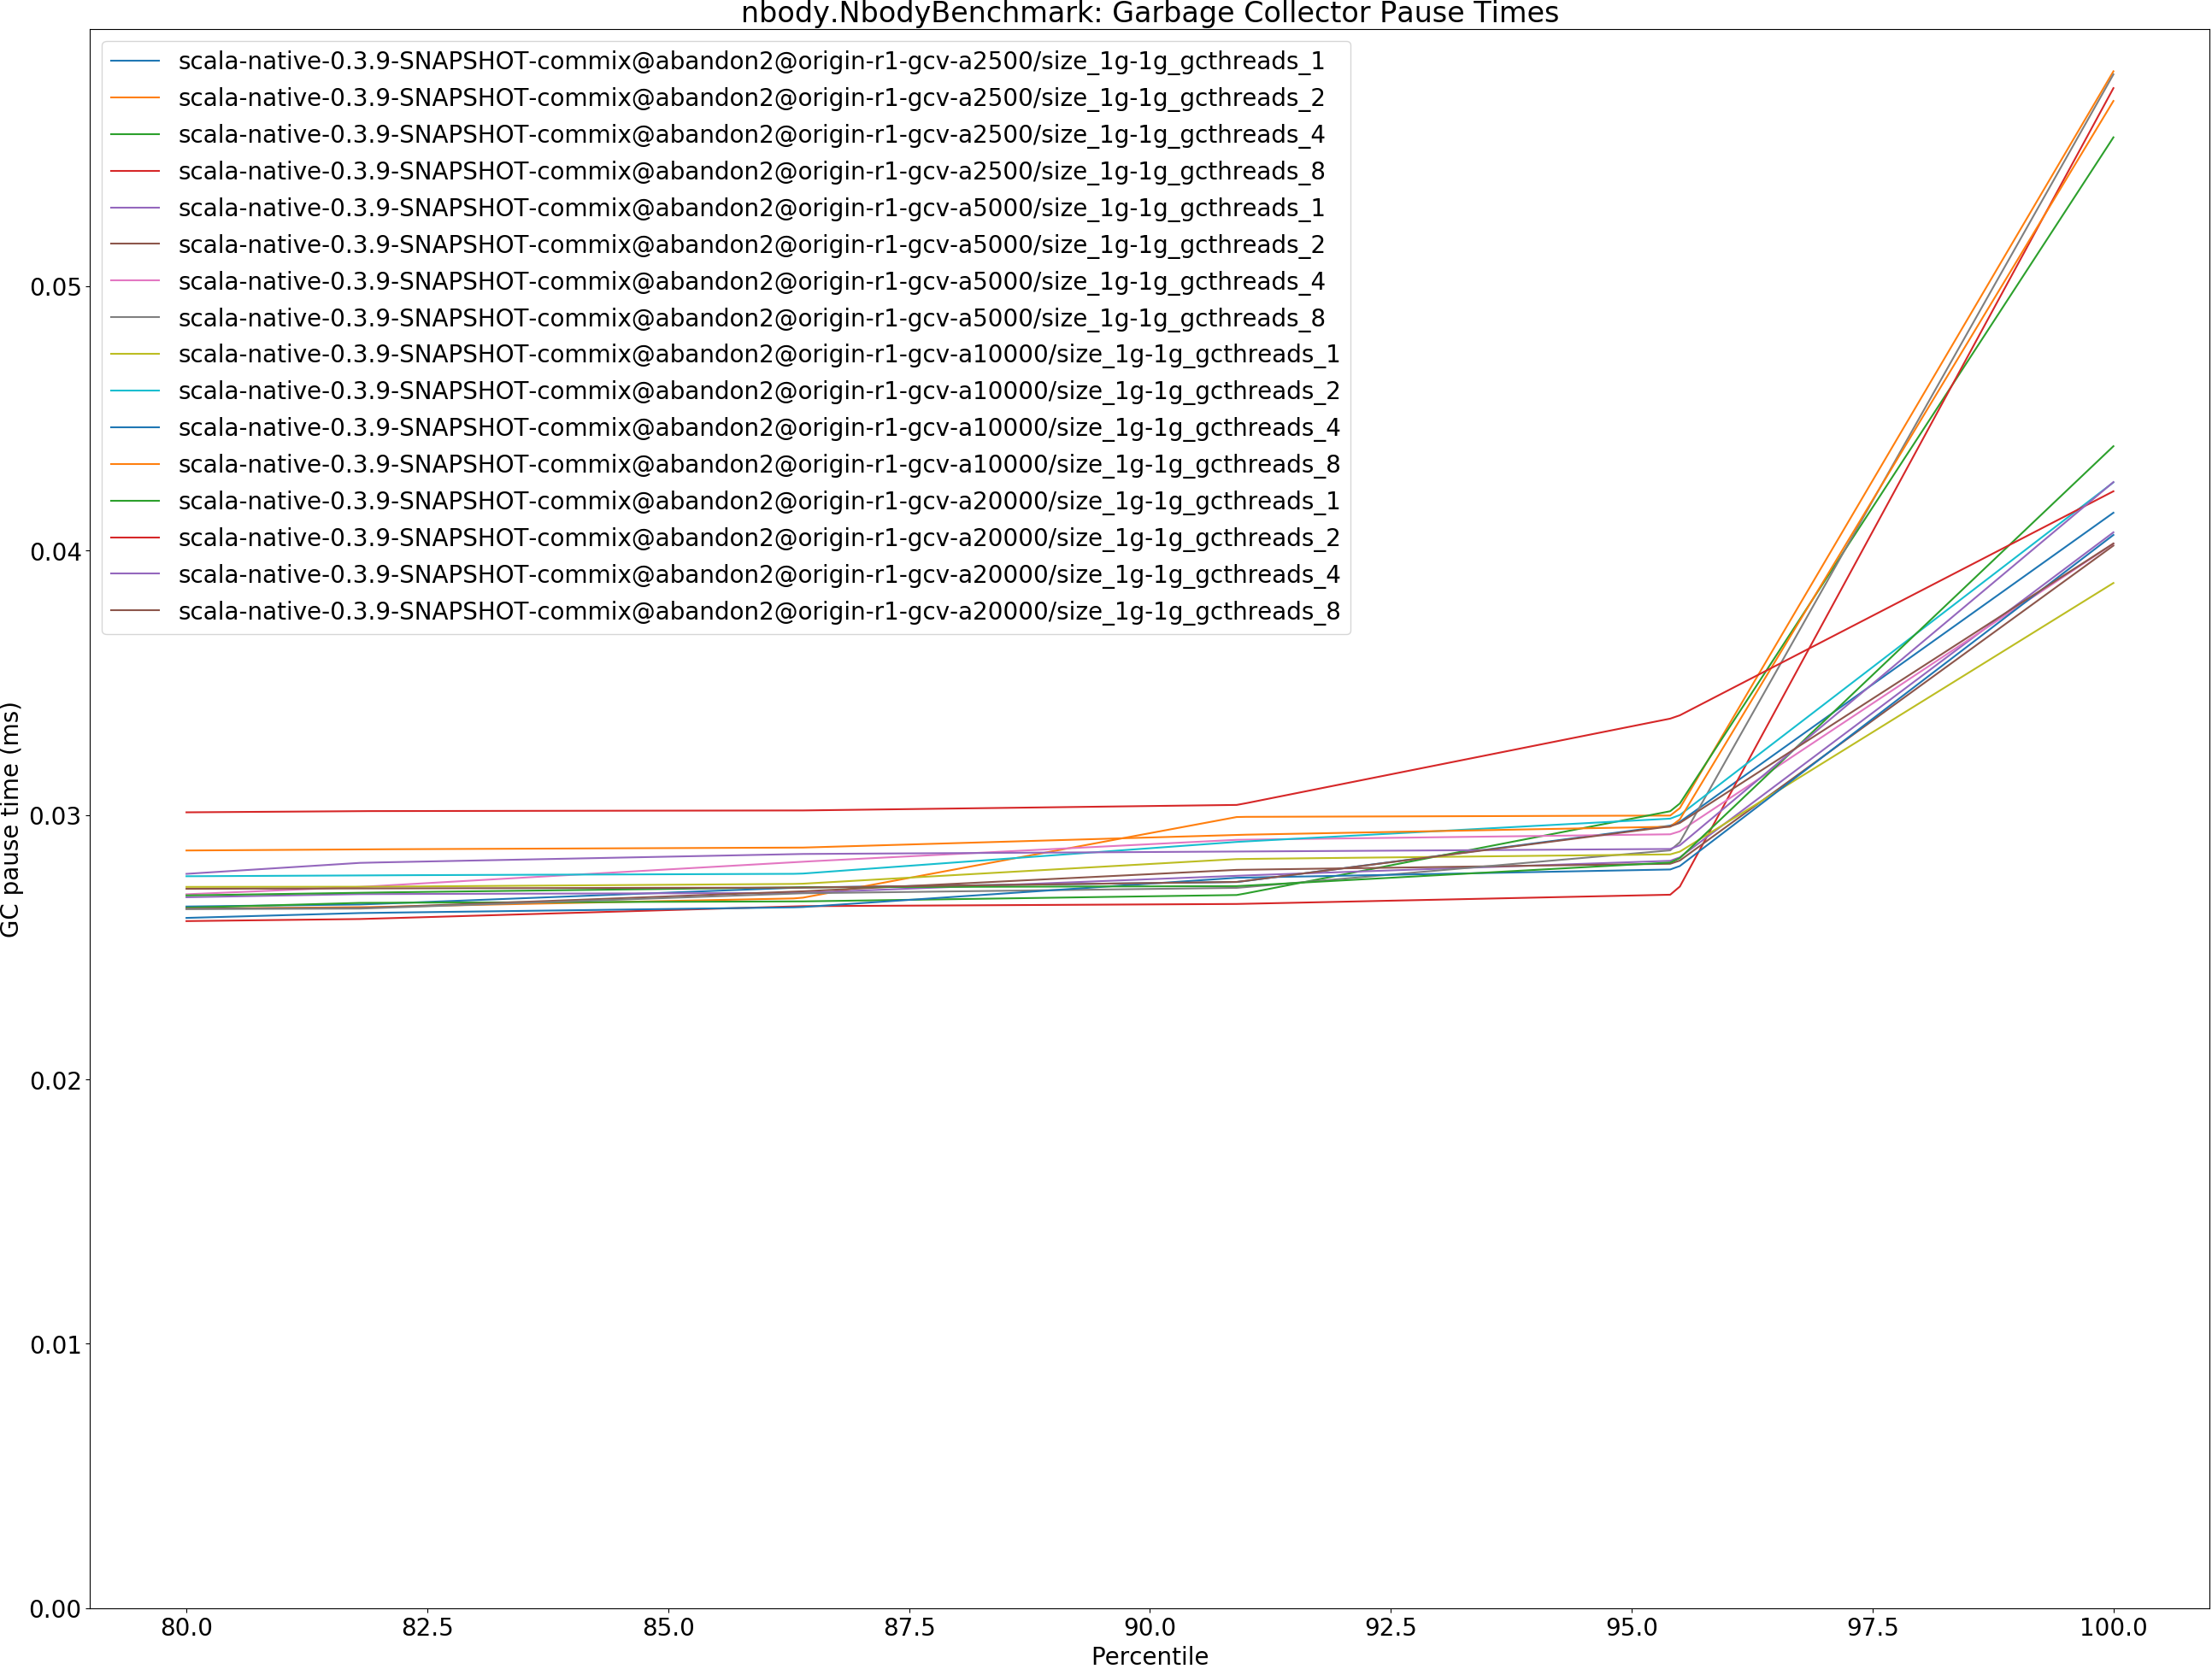 nbody.NbodyBenchmark: Garbage Collector Pause Times
scala-native-0.3.9-SNAPSHOT-commix@abandon2@origin-r1-gcv-a2500/size_1g-1g_gcthreads_1
scala-native-0.3.9-SNAPSHOT-commix@abandon2@origin-r1-gcv-a2500/size_1g-1g_gcthreads_2
scala-native-0.3.9-SNAPSHOT-commix@abandon2@origin-r1-gcv-a2500/size_1g-1g_gcthreads_4
scala-native-0.3.9-SNAPSHOT-commix@abandon2@origin-r1-gcv-a2500/size_1g-1g_gcthreads_8
scala-native-0.3.9-SNAPSHOT-commix@abandon2@origin-r1-gcv-a5000/size_1g-1g_gcthreads_1
scala-native-0.3.9-SNAPSHOT-commix@abandon2@origin-r1-gcv-a5000/size_1g-1g_gcthreads_2
scala-native-0.3.9-SNAPSHOT-commix@abandon2@origin-r1-gcv-a5000/size_1g-1g_gcthreads_4
scala-native-0.3.9-SNAPSHOT-commix@abandon2@origin-r1-gcv-a5000/size_1g-1g_gcthreads_8
scala-native-0.3.9-SNAPSHOT-commix@abandon2@origin-r1-gcv-a10000/size_1g-1g_gcthreads_1
scala-native-0.3.9-SNAPSHOT-commix@abandon2@origin-r1-gcv-a10000/size_1g-1g_gcthreads_2
scala-native-0.3.9-SNAPSHOT-commix@abandon2@origin-r1-gcv-a10000/size_1g-1g_gcthreads_4
scala-native-0.3.9-SNAPSHOT-commix@abandon2@origin-r1-gcv-a10000/size_1g-1g_gcthreads_8
scala-native-0.3.9-SNAPSHOT-commix@abandon2@origin-r1-gcv-a20000/size_1g-1g_gcthreads_1
scala-native-0.3.9-SNAPSHOT-commix@abandon2@origin-r1-gcv-a20000/size_1g-1g_gcthreads_2
scala-native-0.3.9-SNAPSHOT-commix@abandon2@origin-r1-gcv-a20000/size_1g-1g_gcthreads_4
scala-native-0.3.9-SNAPSHOT-commix@abandon2@origin-r1-gcv-a20000/size_1g-1g_gcthreads_8
GC pause time (ms)
0.05
0.04
0.03
0.02
0.01
0.00
80.0 82.5 85.0 87.5 90.0 92.5 95.0 97.5 100.0
Percentile